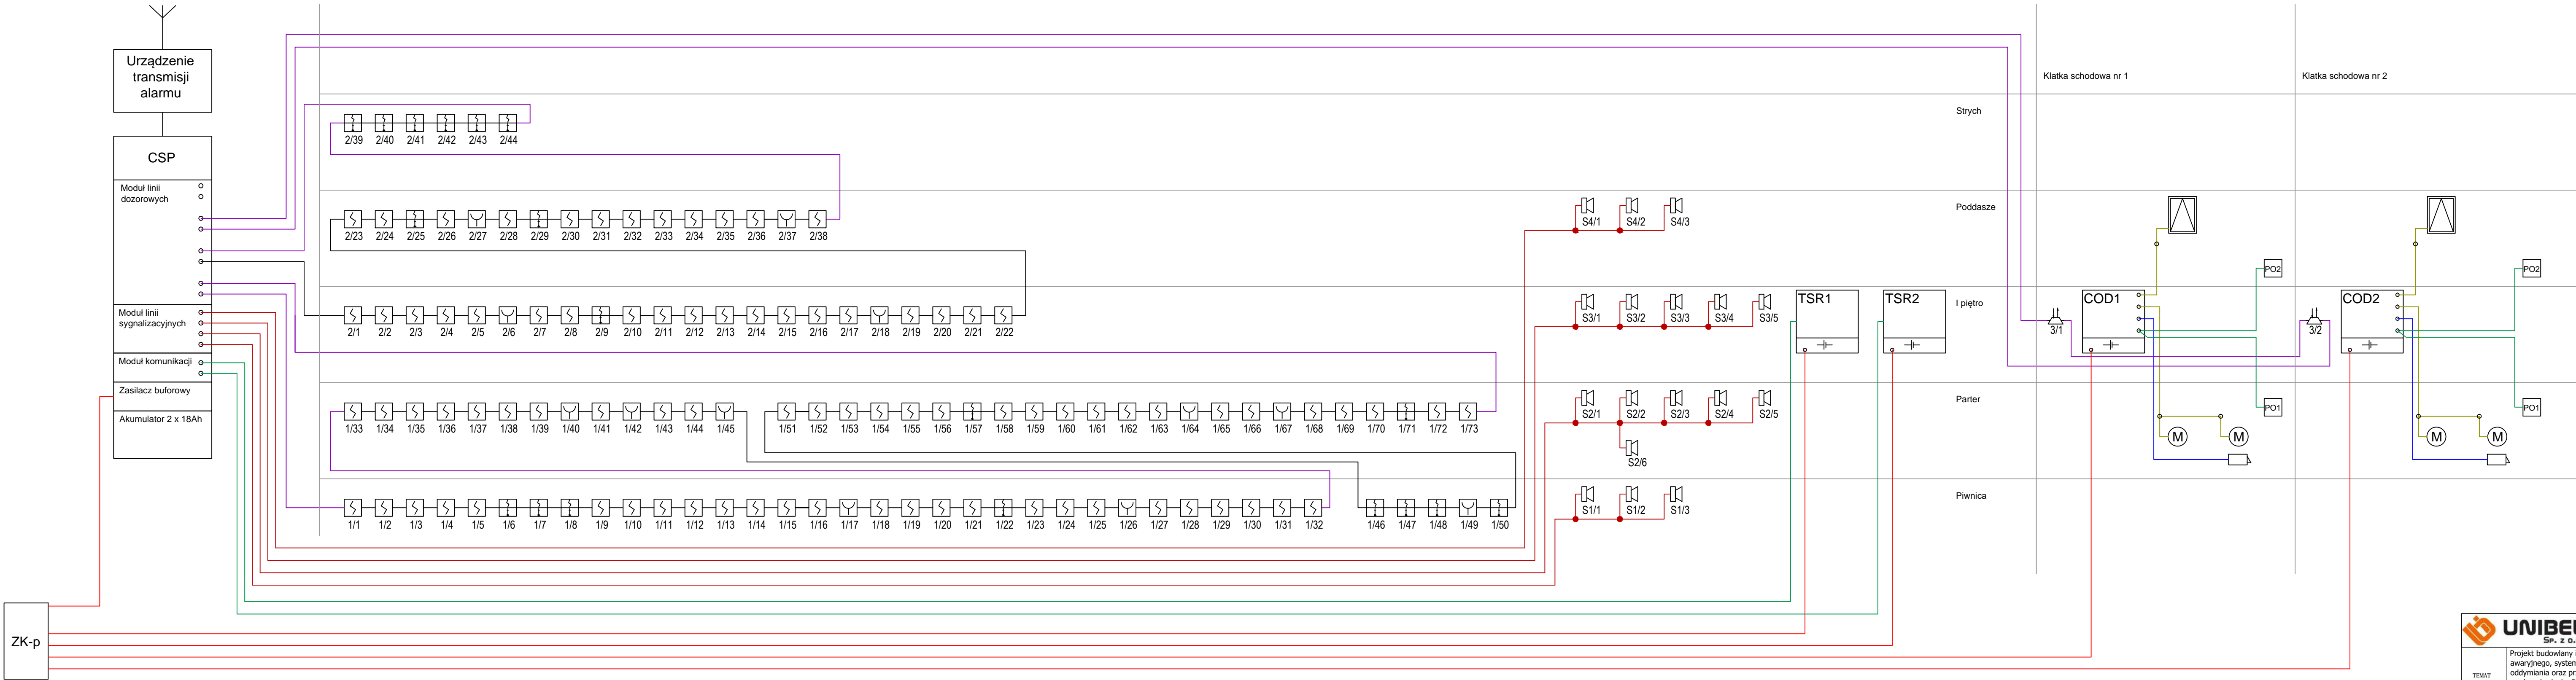 Urządzenie
transmisji
alarmu
CSP
Moduł linii
dozorowych
Moduł linii
sygnalizacyjnych
Moduł komunikacji
Zasilacz buforowy
Akumulator 2 x 18Ah
ZK-p
Klatka schodowa nr 1
Klatka schodowa nr 2
Strych
2/39 2/40 2/41 2/42 2/43 2/44
Poddasze
2/23 2/24 2/25 2/26 2/27 2/28 2/29 2/30 2/31 2/32 2/33 2/34 2/35 2/36 2/37 2/38
S4/1 S4/2 S4/3
PO2
PO2
I piętro
TSR1
TSR2
COD1
COD2
2/1 2/2 2/3 2/4 2/5 2/6 2/7 2/8 2/9 2/10 2/11 2/12 2/13 2/14 2/15 2/16 2/17 2/18 2/19 2/20 2/21 2/22
S3/1 S3/2 S3/3 S3/4 S3/5
3/1
3/2
Parter
1/33 1/34 1/35 1/36 1/37 1/38 1/39 1/40 1/41 1/42 1/43 1/44 1/45
1/51 1/52 1/53 1/54 1/55 1/56 1/57 1/58 1/59 1/60 1/61 1/62 1/63 1/64 1/65 1/66 1/67 1/68 1/69 1/70 1/71 1/72 1/73
S2/1 S2/2 S2/3 S2/4 S2/5
S2/6
PO1
PO1
M M
M M
Piwnica
1/1 1/2 1/3 1/4 1/5 1/6 1/7 1/8 1/9 1/10 1/11 1/12 1/13 1/14 1/15 1/16 1/17 1/18 1/19 1/20 1/21 1/22 1/23 1/24 1/25 1/26 1/27 1/28 1/29 1/30 1/31 1/32
1/46 1/47 1/48 1/49 1/50
S1/1 S1/2 S1/3
Sp. z o.
TEMAT
Projekt budowlany
awaryjnego,
oddymiania oraz